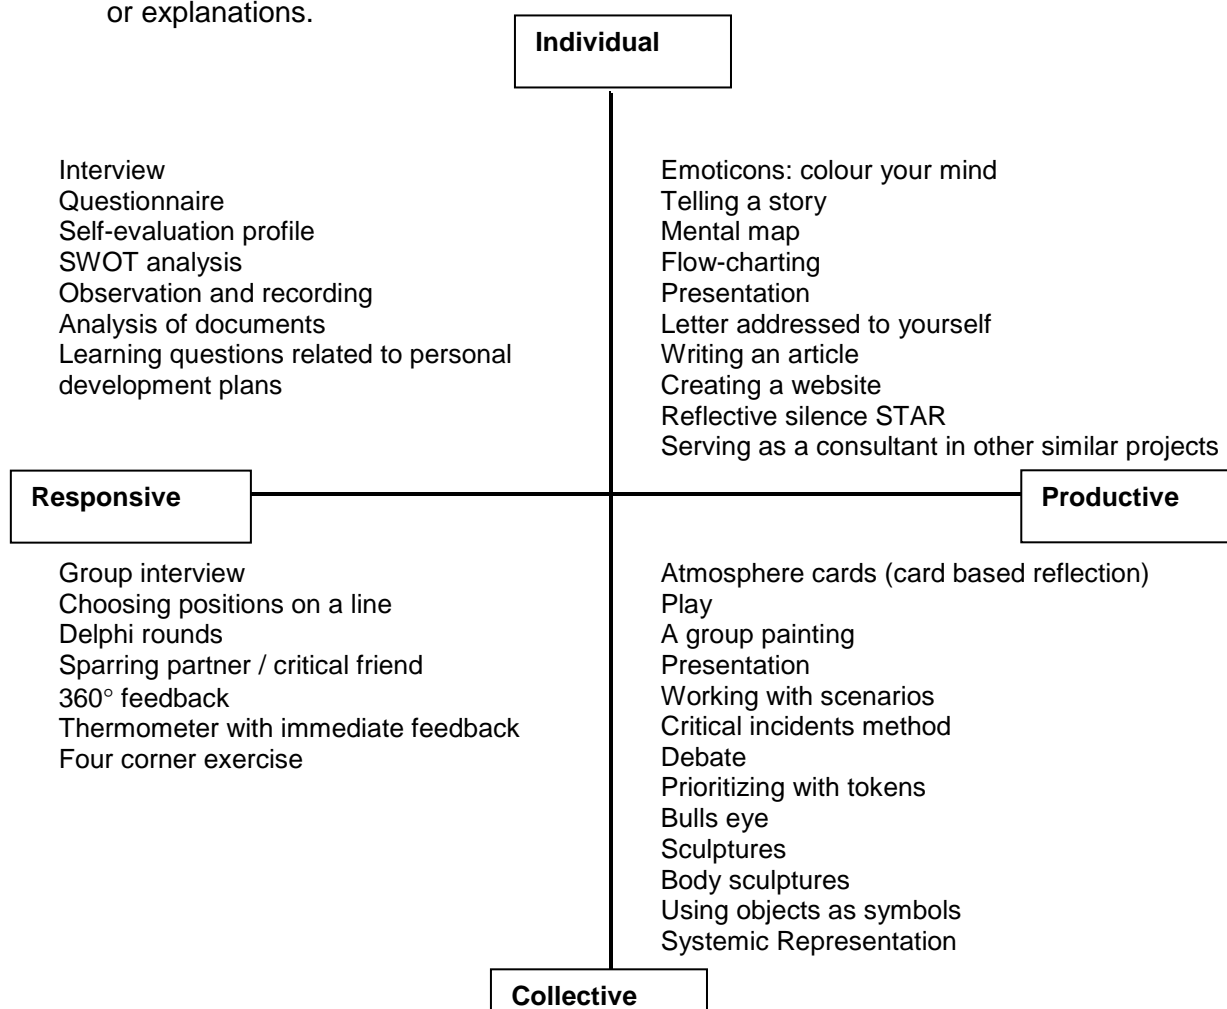 or explanations.
Individual
Interview
Questionnaire
Self-evaluation profile
SWOT analysis
Observation and recording
Analysis of documents
Learning questions related to personal
development plans
Emoticons: colour your mind
Telling a story
Mental map
Flow-charting
Presentation
Letter addressed to yourself
Writing an article
Creating a website
Reflective silence STAR
Serving as a consultant in other similar projects
Responsive
Productive
Group interview
Choosing positions on a line
Delphi rounds
Sparring partner / critical friend
360° feedback
Thermometer with immediate feedback
Four corner exercise
Atmosphere cards (card based reflection)
Play
A group painting
Presentation
Working with scenarios
Critical incidents method
Debate
Prioritizing with tokens
Bulls eye
Sculptures
Body sculptures
Using objects as symbols
Systemic Representation
Collective